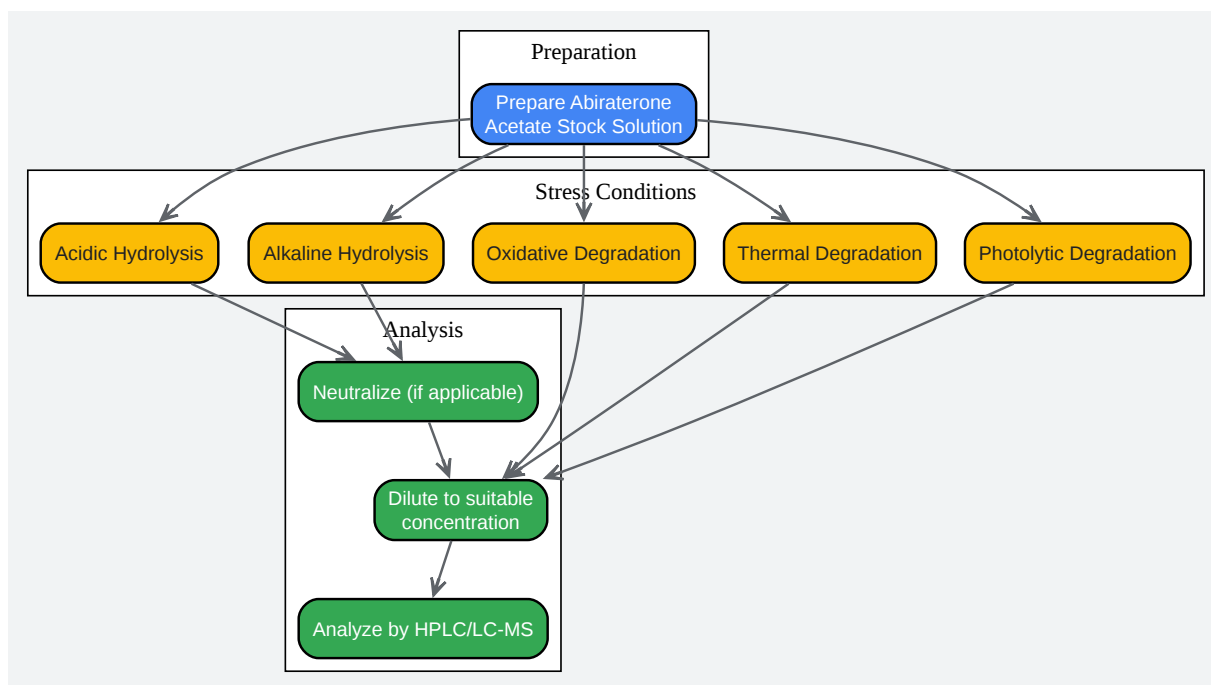 Preparation
Prepare Abiraterone
Acetate Stock Solution
Stress Conditions
Acidic Hydrolysis
Alkaline Hydrolysis
Oxidative Degradation
Thermal Degradation
Photolytic Degradation
Analysis
Neutralize (if applicable)
Dilute to suitable
concentration
Analyze by HPLC/LC-MS